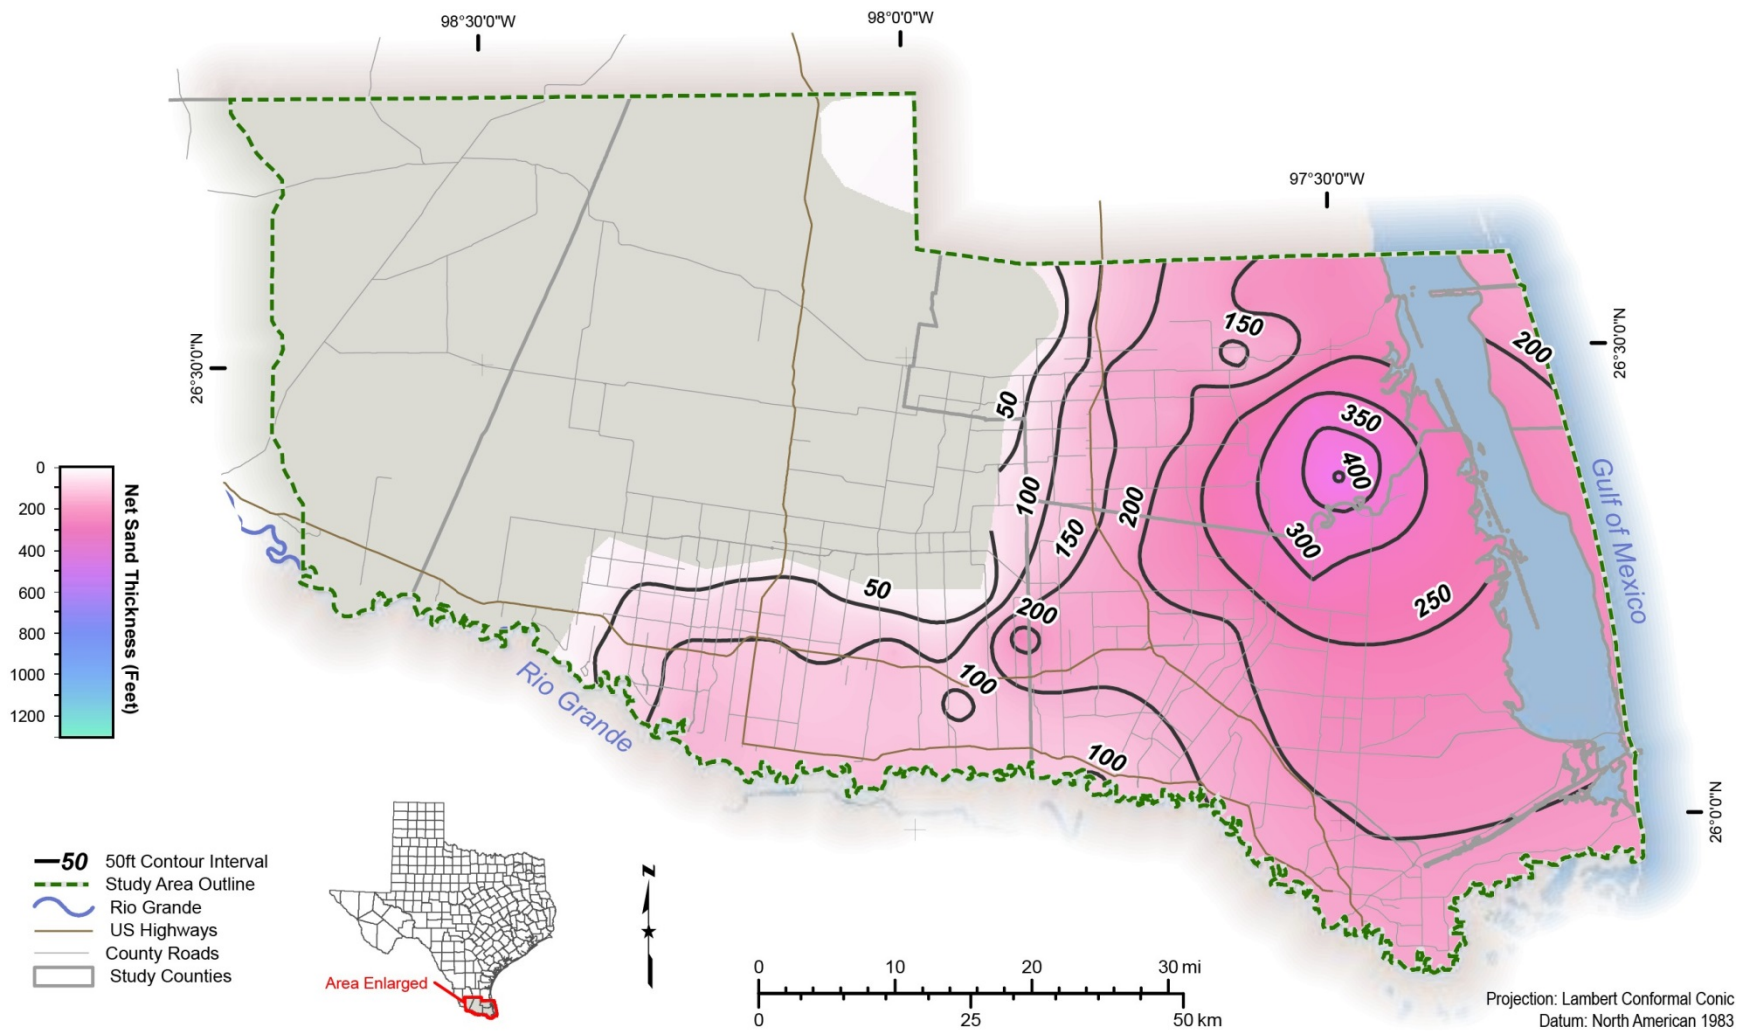 98°30'0"W
98°0'0"W
97°30'0"W
26°30'0"N
26°30'0"N
26°0'0"N
150
200
50
350
400
100
150
200
300
250
50
200
100
100
Gulf of Mexico
Rio Grande
Net Sand Thickness (Feet)
0
200
400
600
800
1000
1200
50 50ft Contour Interval
Study Area Outline
Rio Grande
US Highways
County Roads
Study Counties
Area Enlarged
N
0 10 20 30 mi
0 25 50 km
Projection: Lambert Conformal Conic
Datum: North American 1983